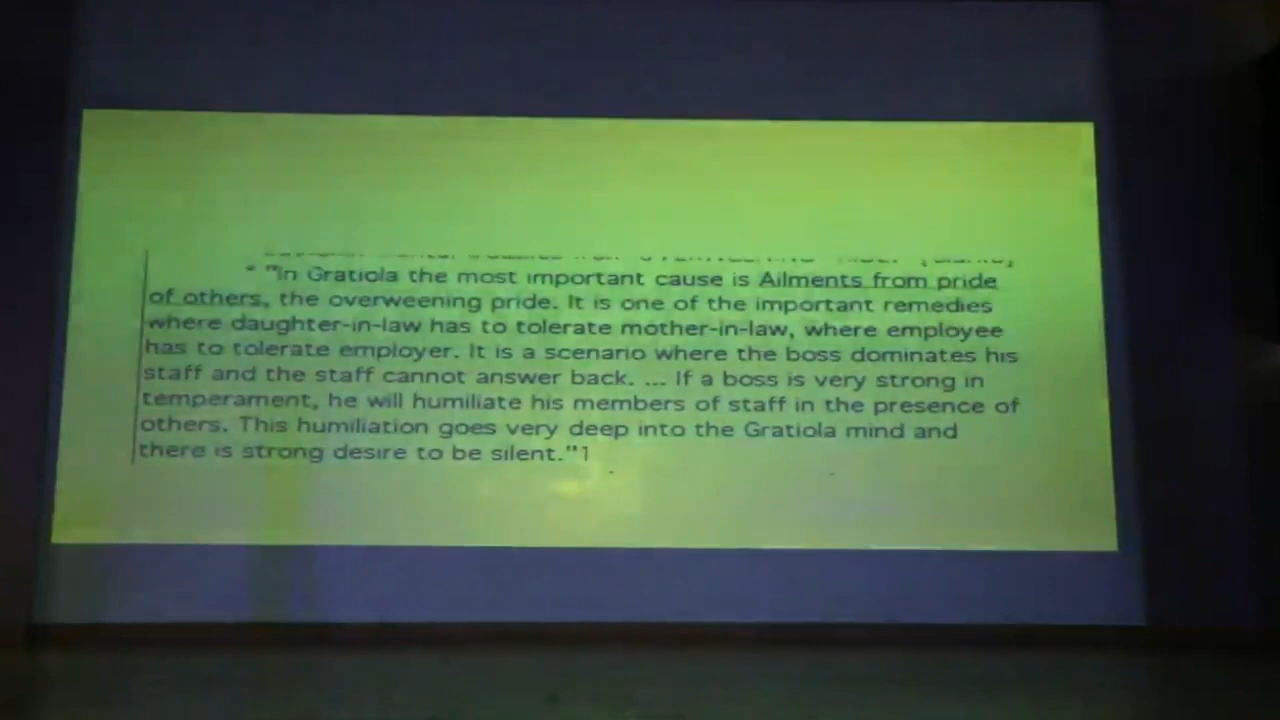 * "In Gratiola the most important cause is Ailments from pride
of others, the overweening pride. It is one of the important remedies
where daughter-in-law has to tolerate mother-in-law, where employee
has to tolerate employer. It is a scenario where the boss dominates his
staff and the staff cannot answer back. ... If a boss is very strong in
temperament, he will humiliate his members of staff in the presence of
others. This humiliation goes very deep into the Gratiola mind and
there is strong desire to be silent."1